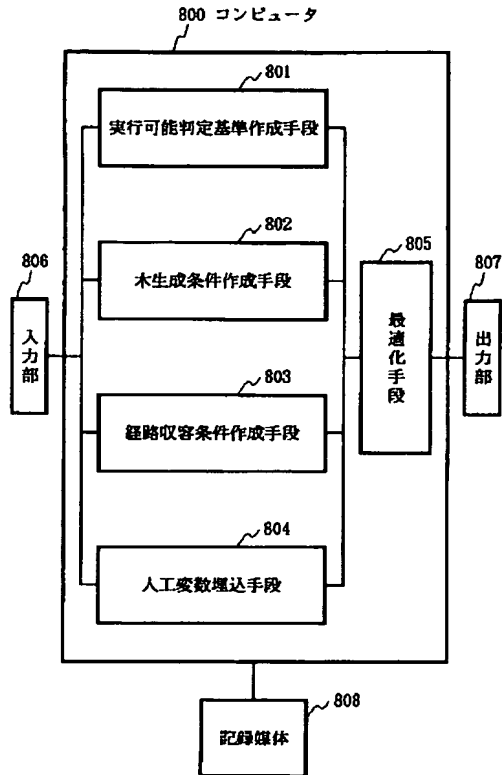 800 コンピュータ
801
実行可能判定基準作成手段
802
木生成条件作成手段
803
経路収容条件作成手段
804
人工変数埋込手段
805
最適化手段
806
入力部
807
出力部
808
記録媒体